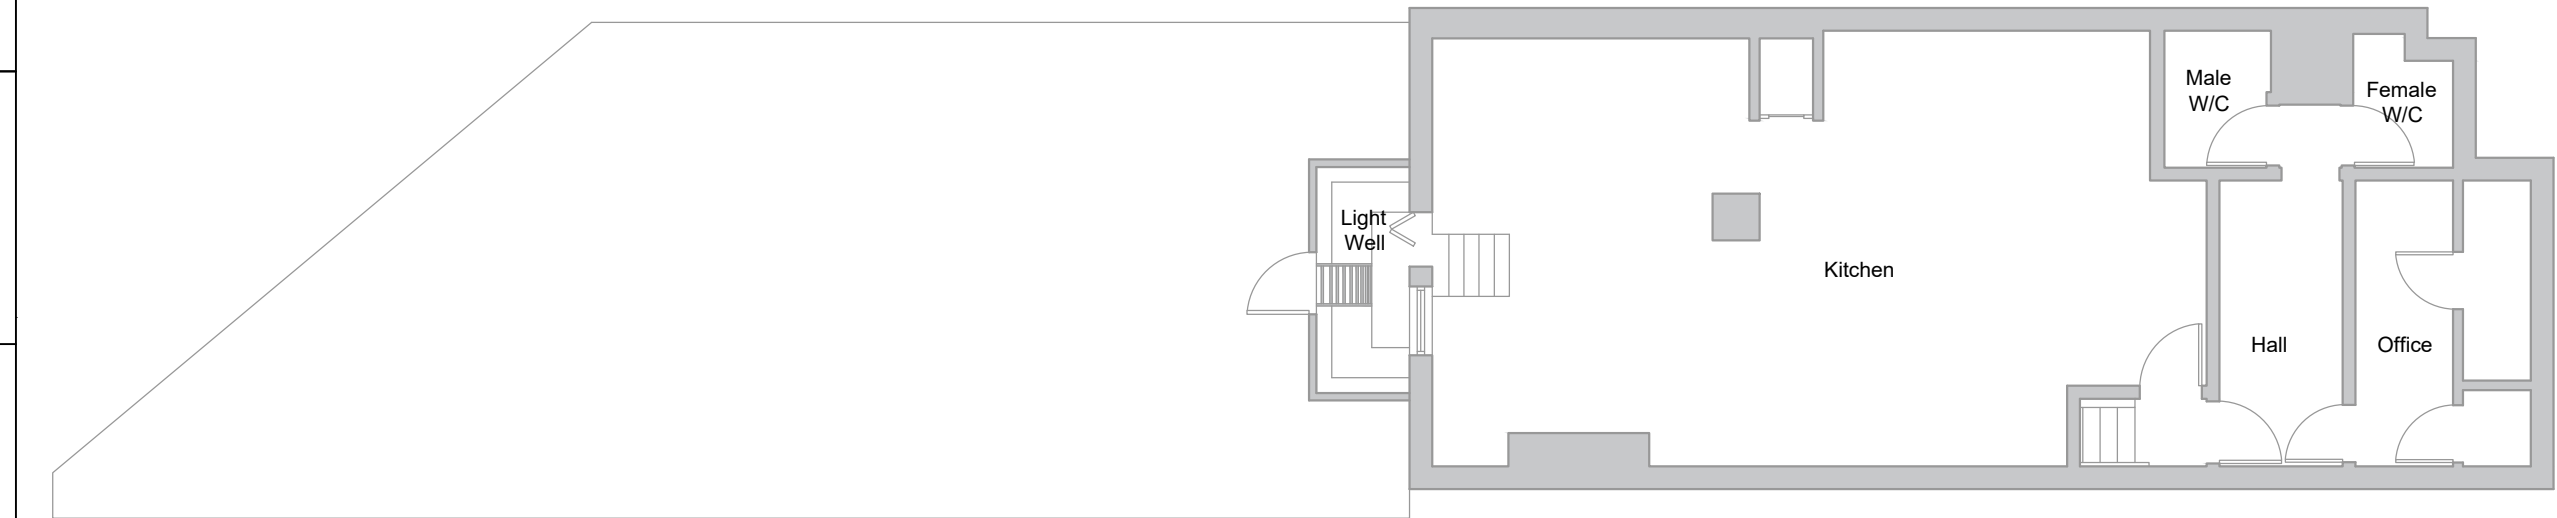 Male
W/C
Female
W/C
Light
Well
Kitchen
Hall
Office